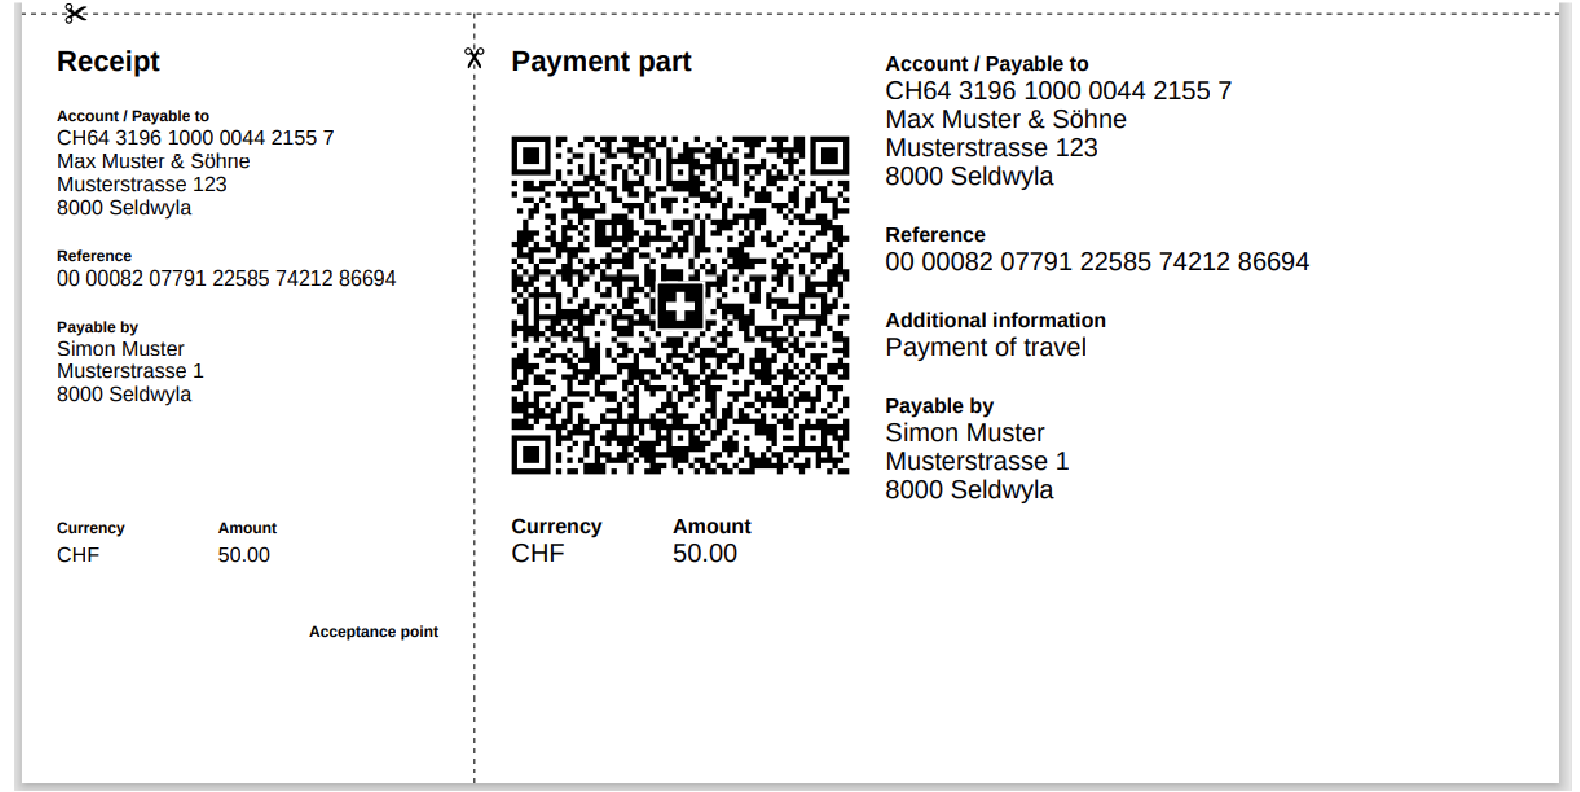 Receipt
Account / Payable to
CH64 3196 1000 0044 2155 7
Max Muster & Söhne
Musterstrasse 123
8000 Seldwyla
Reference
00 00082 07791 22585 74212 86694
Payable by
Simon Muster
Musterstrasse 1
8000 Seldwyla
Currency Amount
CHF 50.00
Acceptance point
Payment part
Currency Amount
CHF 50.00
Account / Payable to
CH64 3196 1000 0044 2155 7
Max Muster & Söhne
Musterstrasse 123
8000 Seldwyla
Reference
00 00082 07791 22585 74212 86694
Additional information
Payment of travel
Payable by
Simon Muster
Musterstrasse 1
8000 Seldwyla